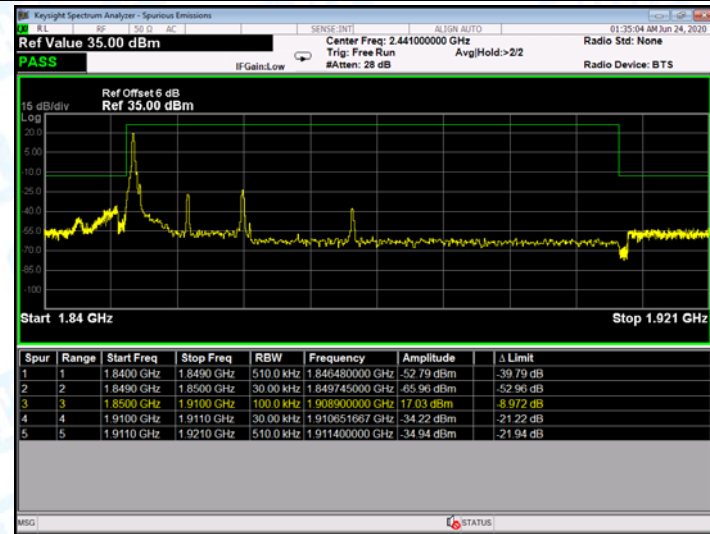 Keysight Spectrum Analyzer - Spurious Emissions
RL RF 50 Ω AC SENSE:INT ALIGN AUTO 01:35:04 AM Jun 24, 2020
Ref Value 35.00 dBm Center Freq: 2.441000000 GHz Radio Std: None
Trig: Free Run Avg|Hold:>2/2
PASS IFGain:Low #Atten: 28 dB Radio Device: BTS
Ref Offset 6 dB
15 dB/div Ref 35.00 dBm
Log
20.0
5.00
-10.0
-25.0
-40.0
-55.0
-70.0
-85.0
-100
Start 1.84 GHz Stop 1.921 GHz
Spur Range Start Freq Stop Freq RBW Frequency Amplitude Δ Limit
1 1 1.8400 GHz 1.8490 GHz 510.0 kHz 1.846480000 GHz -52.79 dBm -39.79 dB
2 2 1.8490 GHz 1.8500 GHz 30.00 kHz 1.849745000 GHz -65.96 dBm -52.96 dB
3 3 1.8500 GHz 1.9100 GHz 100.0 kHz 1.908900000 GHz 17.03 dBm -8.972 dB
4 4 1.9100 GHz 1.9110 GHz 30.00 kHz 1.910651667 GHz -34.22 dBm -21.22 dB
5 5 1.9110 GHz 1.9210 GHz 510.0 kHz 1.911400000 GHz -34.94 dBm -21.94 dB
MSG STATUS